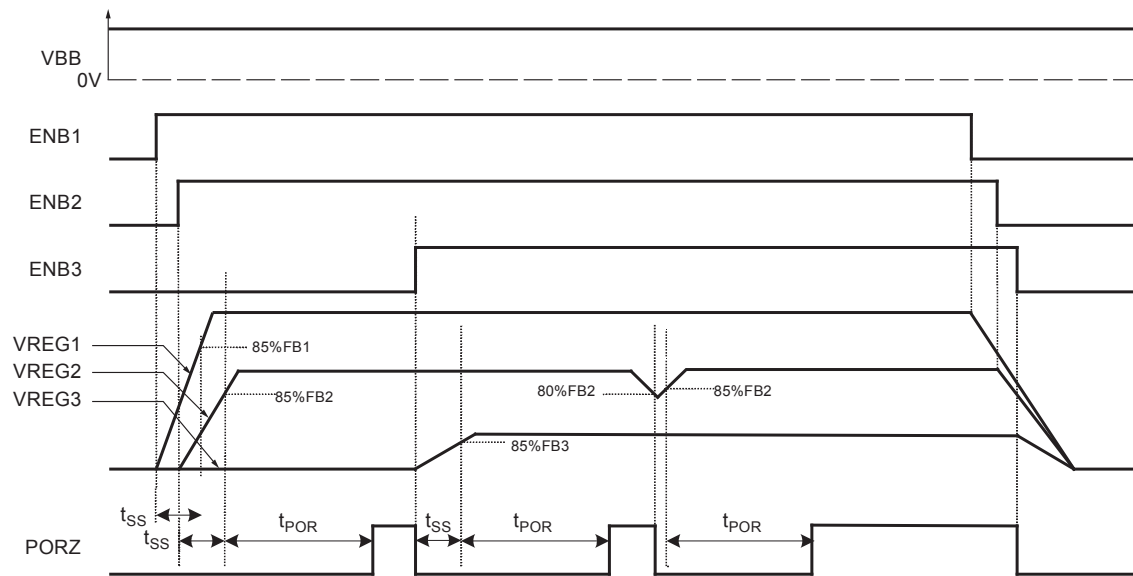 VBB
0V
ENB1
ENB2
ENB3
VREG1
85%FB1
VREG2
80%FB2
85%FB2
85%FB2
VREG3
85%FB3
tSS
tPOR
tSS
tPOR
tPOR
tSS
PORZ